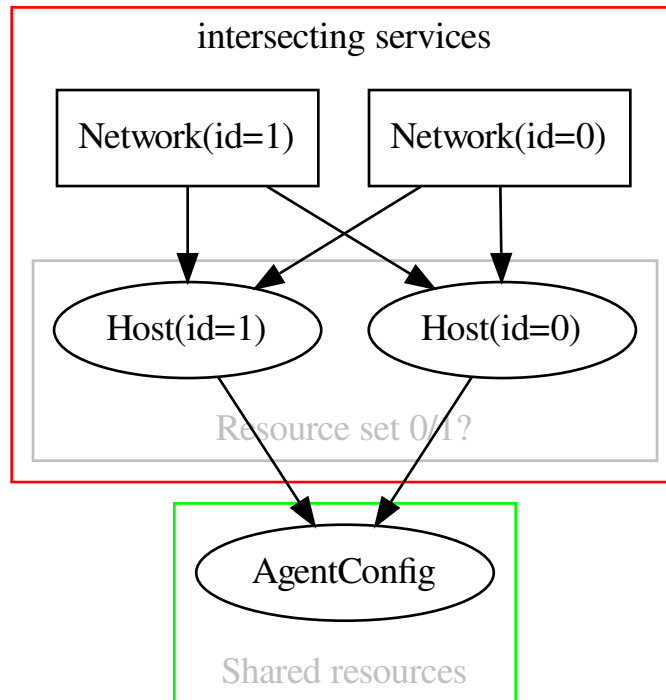 intersecting services
Network(id=1)
Network(id=0)
Host(id=1)
Host(id=0)
Resource set 0/1?
AgentConfig
Shared resources